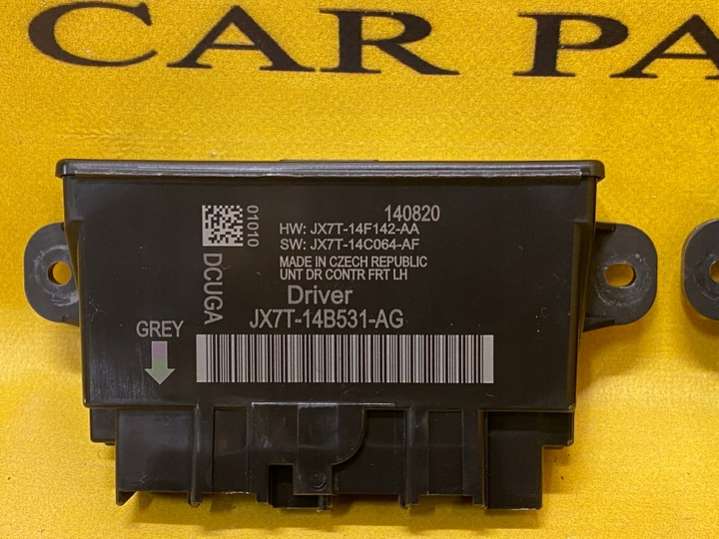 CAR PA
140820
01010
HW: JX7T-14F142-AA
SW: JX7T-14C064-AF
MADE IN CZECH REPUBLIC
UNT DR CONTR FRT LH
DCUGA
Driver
JX7T-14B531-AG
GREY